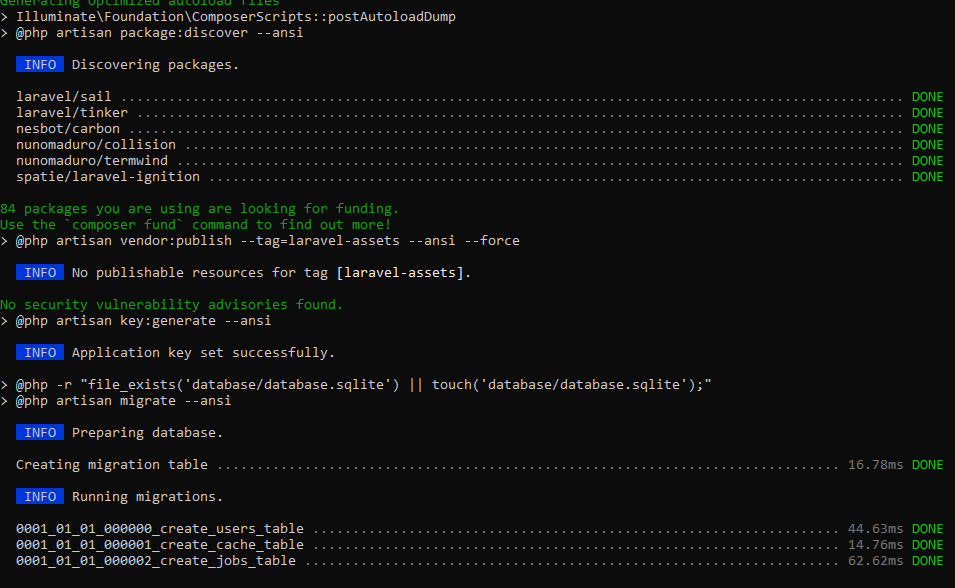 Generating optimized autoload files
> Illuminate\Foundation\ComposerScripts::postAutoloadDump
> @php artisan package:discover --ansi
INFO Discovering packages.
laravel/sail .................................................................................................. DONE
laravel/tinker ................................................................................................ DONE
nesbot/carbon ................................................................................................. DONE
nunomaduro/collision .......................................................................................... DONE
nunomaduro/termwind ........................................................................................... DONE
spatie/laravel-ignition ....................................................................................... DONE
84 packages you are using are looking for funding.
Use the `composer fund` command to find out more!
> @php artisan vendor:publish --tag=laravel-assets --ansi --force
INFO No publishable resources for tag [laravel-assets].
No security vulnerability advisories found.
> @php artisan key:generate --ansi
INFO Application key set successfully.
> @php -r "file_exists('database/database.sqlite') || touch('database/database.sqlite');"
> @php artisan migrate --ansi
INFO Preparing database.
Creating migration table .............................................................................. 16.78ms DONE
INFO Running migrations.
0001_01_01_000000_create_users_table .................................................................. 44.63ms DONE
0001_01_01_000001_create_cache_table .................................................................. 14.76ms DONE
0001_01_01_000002_create_jobs_table ................................................................... 62.62ms DONE